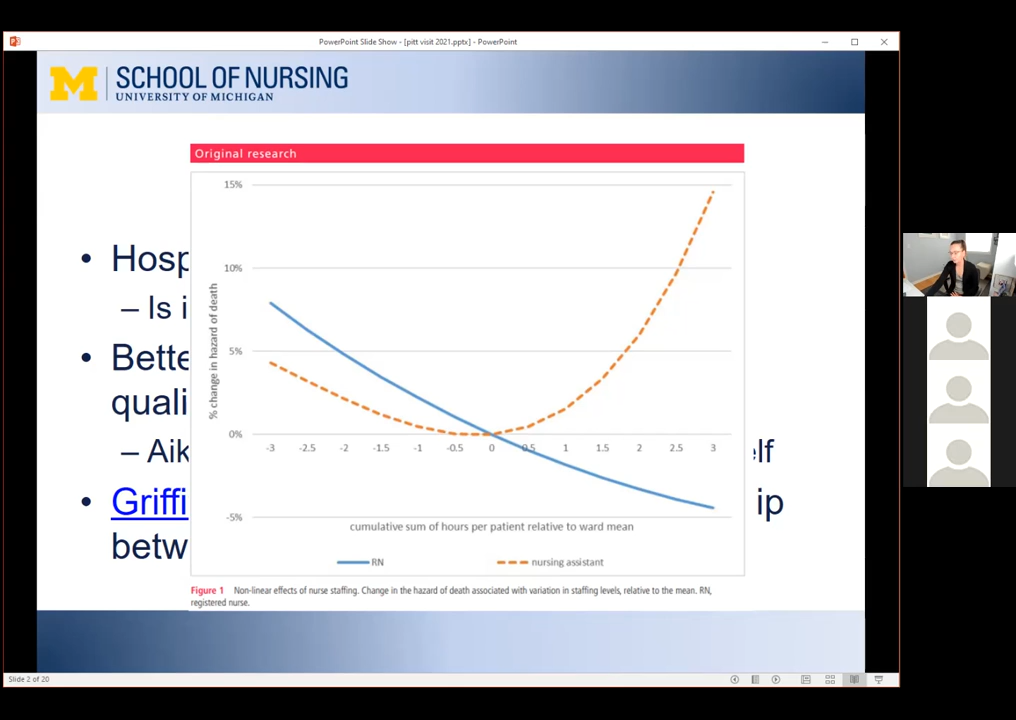 PowerPoint Slide Show - [pitt visit 2021.pptx] - PowerPoint
M SCHOOL OF NURSING
UNIVERSITY OF MICHIGAN
Original research
15%
10%
5%
0%
-5%
% change in hazard of death
-3 -2.5 -2 -1.5 -1 -0.5 0 0.5 1 1.5 2 2.5 3
cumulative sum of hours per patient relative to ward mean
RN nursing assistant
• Hosp
– Is i
• Bette
quali
– Aik elf
• Griffi ip
betw
Figure 1 Non-linear effects of nurse staffing. Change in the hazard of death associated with variation in staffing levels, relative to the mean. RN,
registered nurse.
Slide 2 of 20